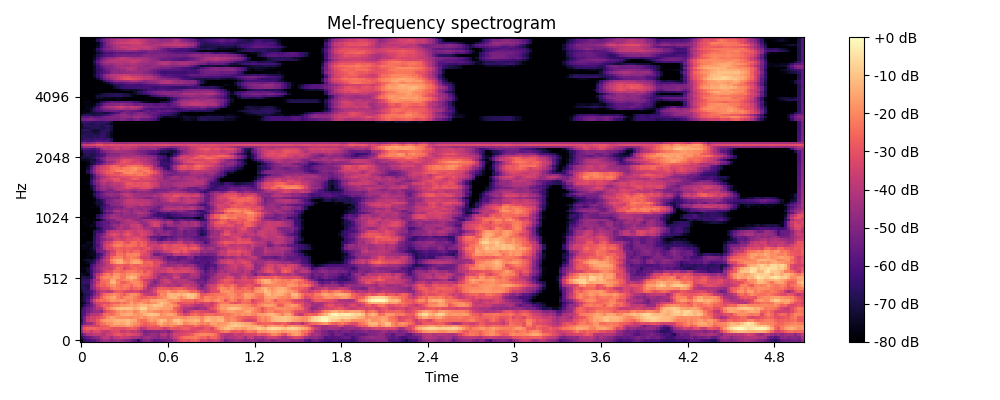 Mel-frequency spectrogram
Hz
4096
2048
1024
512
0
0
0.6
1.2
1.8
2.4
3
3.6
4.2
4.8
Time
+0 dB
-10 dB
-20 dB
-30 dB
-40 dB
-50 dB
-60 dB
-70 dB
-80 dB